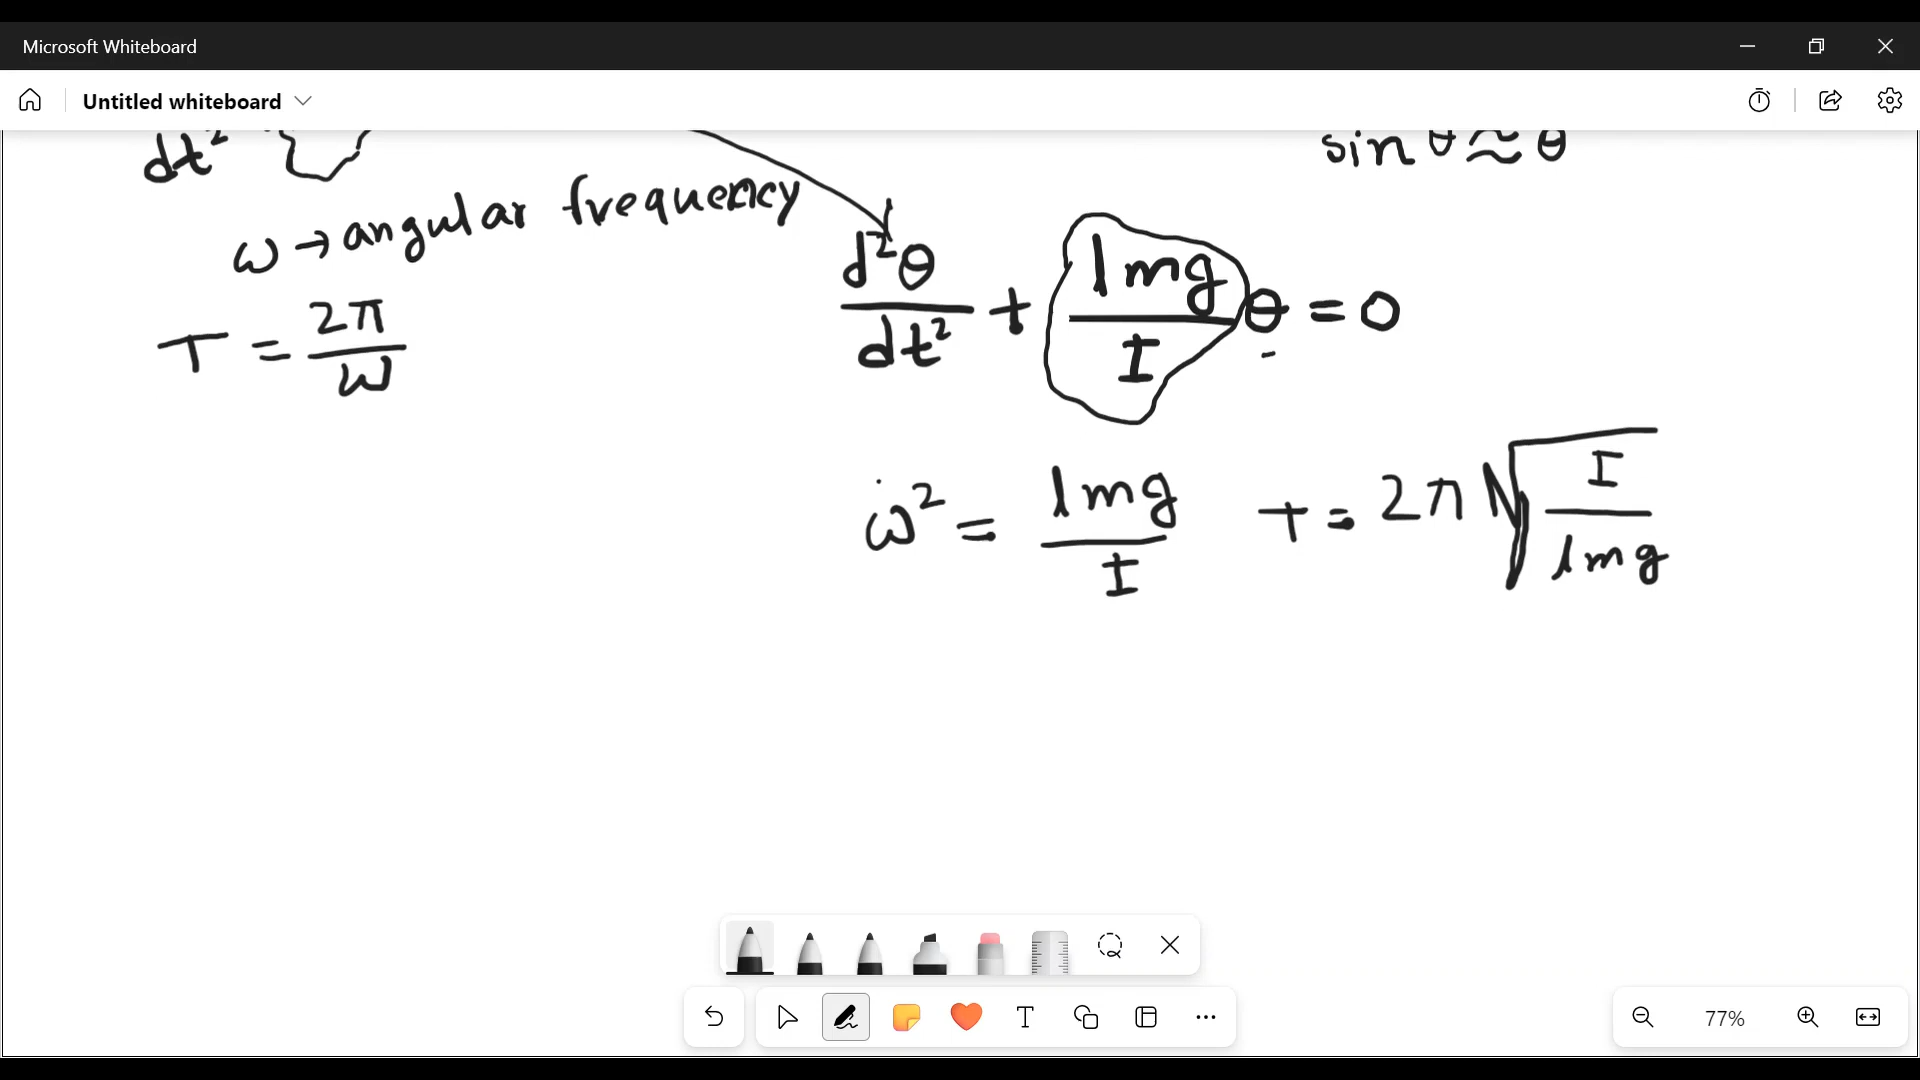 Microsoft Whiteboard
Untitled whiteboard
dt²
sin θ ≈ θ
ω → angular frequency
d²θ/dt² + lmg/I θ = 0
T = 2π/ω
ω² = lmg/I
T = 2π √(I/lmg)
77%